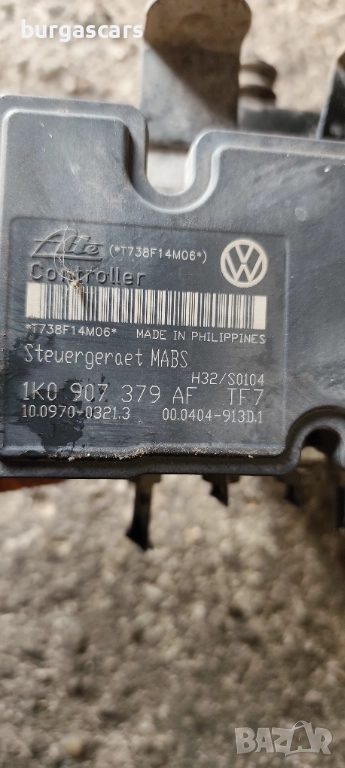 burgascars
Ate (*T738F14M06*)
Controller
*T738F14M06* MADE IN PHILIPPINES
Steuergeraet MABS
H32/S0104
1K0 907 379 AF TF7
10.0970-0321.3 00.0404-913D.1
BAZAR